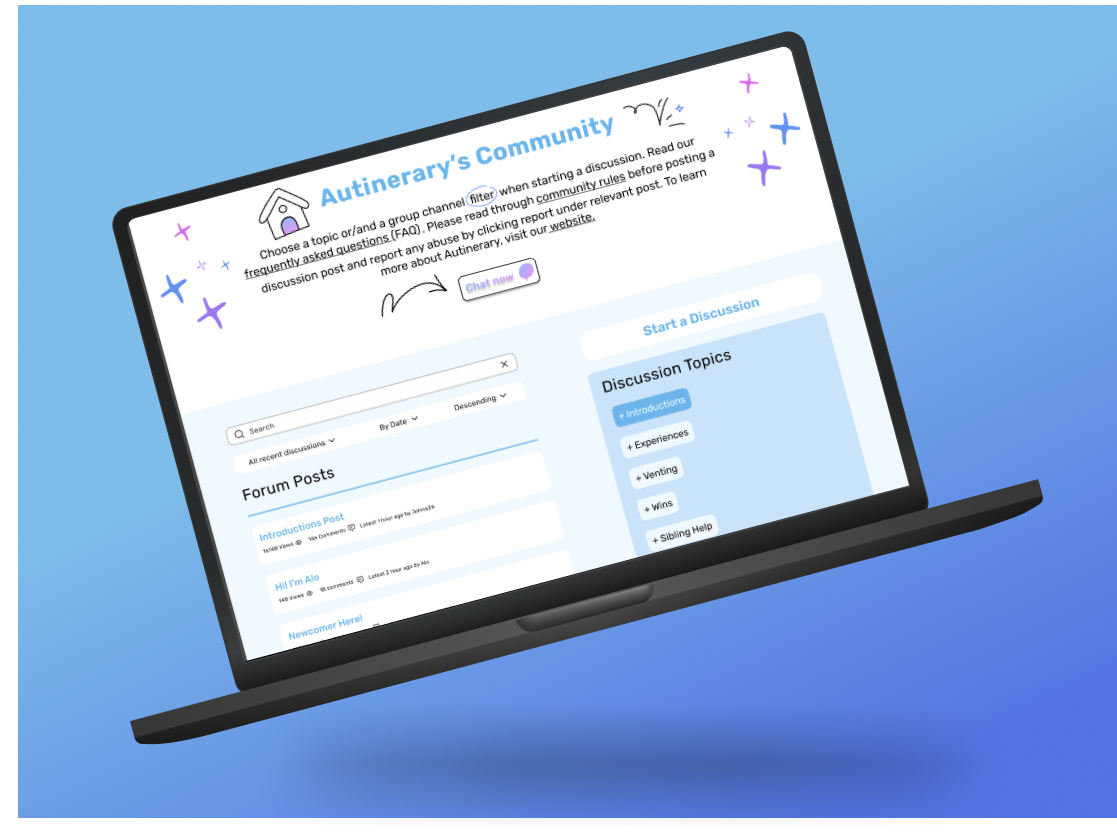 Autinerary's Community
Choose a topic or/and a group channel filter when starting a discussion. Read our
frequently asked questions (FAQ). Please read through community rules before posting a
discussion post and report any abuse by clicking report under relevant post. To learn
more about Autinerary, visit our website.
Chat now
Start a Discussion
Search
All recent discussions
By Date
Descending
Forum Posts
Introductions Post
Views
Comments
Latest 1 hour ago by
Hi! I'm Alo
148 Views
18 comments
Latest 2 hour ago by Alo
Newcomer Here!
Discussion Topics
+ Introductions
+ Experiences
+ Venting
+ Wins
+ Sibling Help